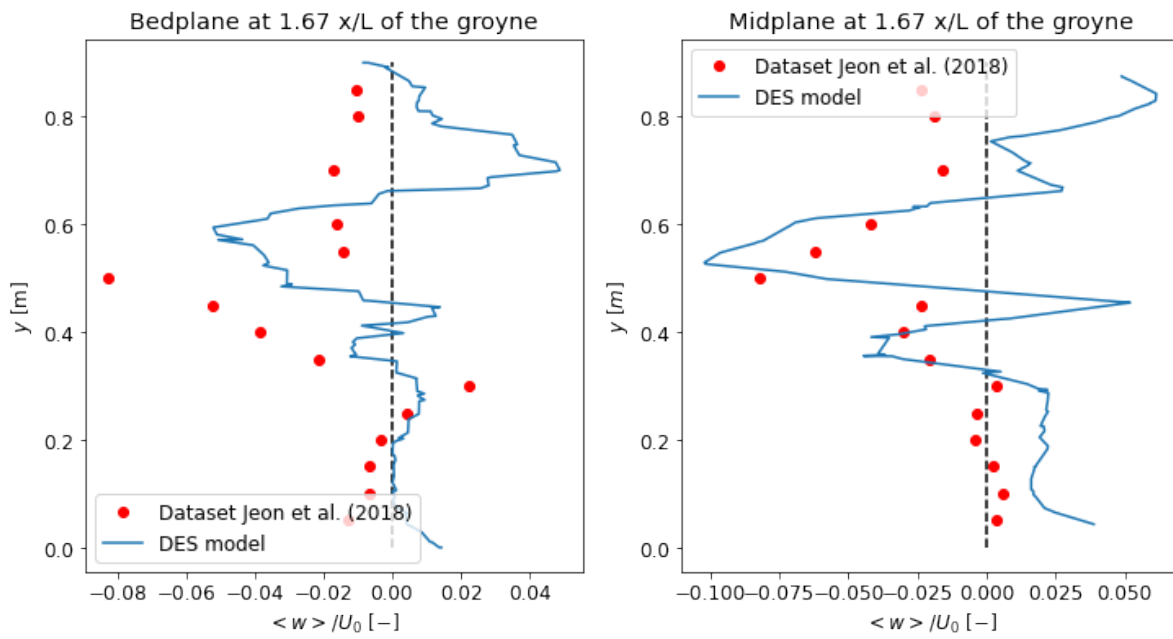 Bedplane at 1.67 x/L of the groyne
0.8
0.6
0.4
0.2
0.0
y [m]
Dataset Jeon et al. (2018)
DES model
−0.08 −0.06 −0.04 −0.02 0.00 0.02 0.04
< w > /U₀ [−]
Midplane at 1.67 x/L of the groyne
Dataset Jeon et al. (2018)
DES model
0.8
0.6
0.4
0.2
0.0
y [m]
−0.100 −0.075 −0.050 −0.025 0.000 0.025 0.050
< w > /U₀ [−]